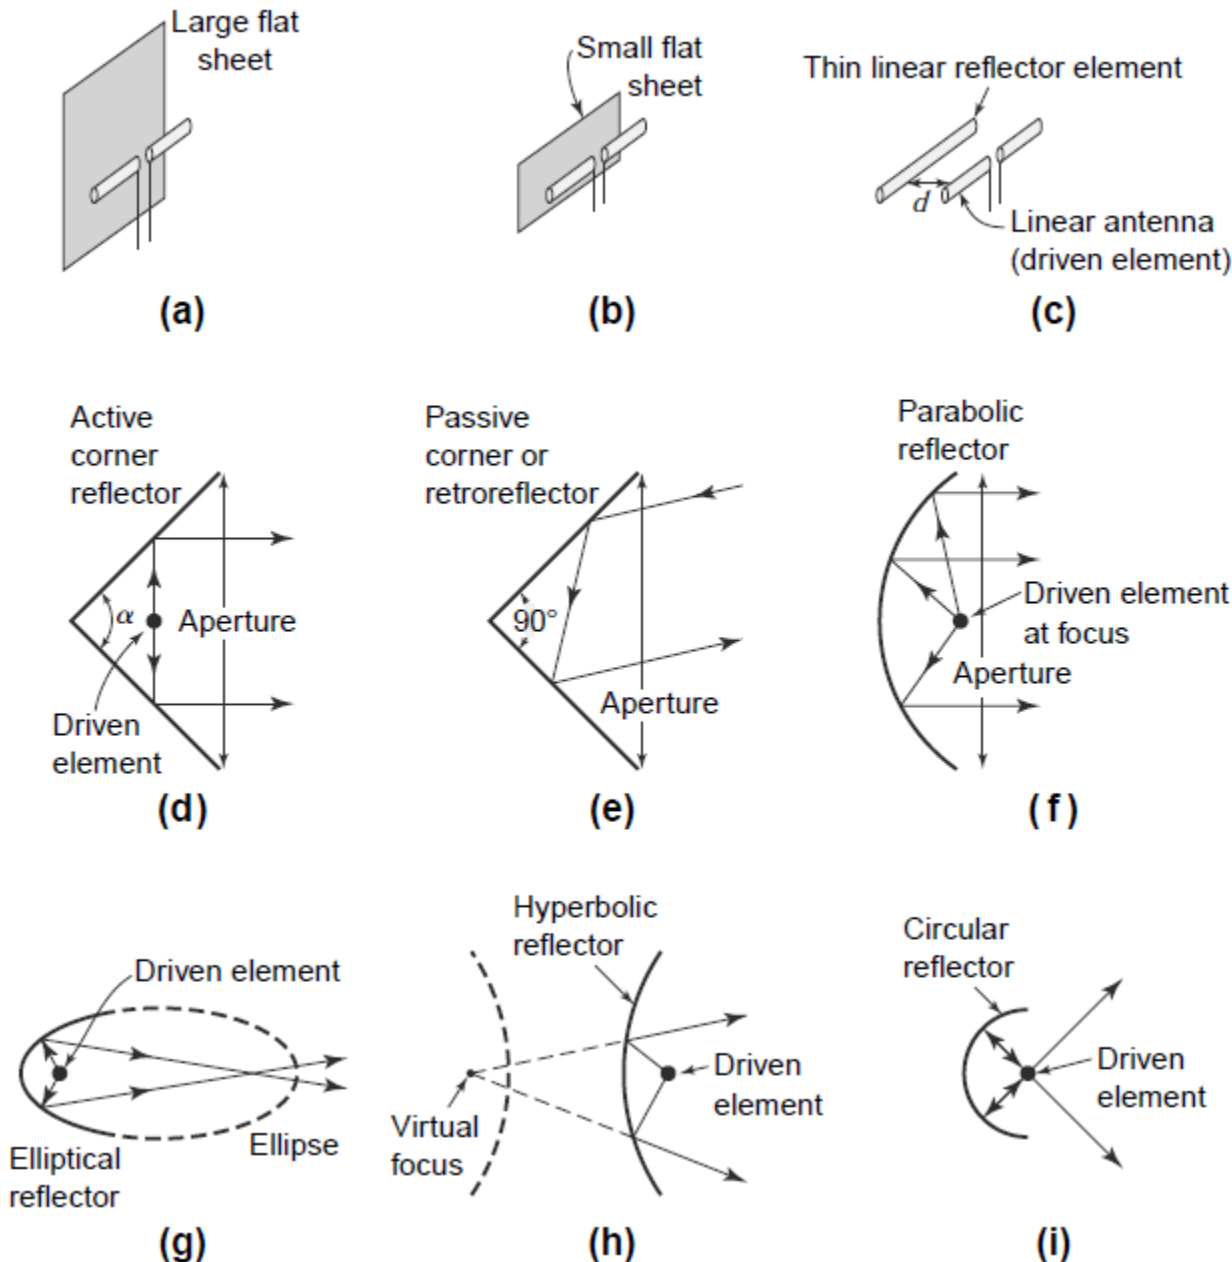 Large flat
sheet
(a)
Small flat
sheet
(b)
Thin linear reflector element
d
Linear antenna
(driven element)
(c)
Active
corner
reflector
α
Aperture
Driven
element
(d)
Passive
corner or
retroreflector
90°
Aperture
(e)
Parabolic
reflector
Driven element
at focus
Aperture
(f)
Driven element
Ellipse
Elliptical
reflector
(g)
Hyperbolic
reflector
Driven
element
Virtual
focus
(h)
Circular
reflector
Driven
element
(i)